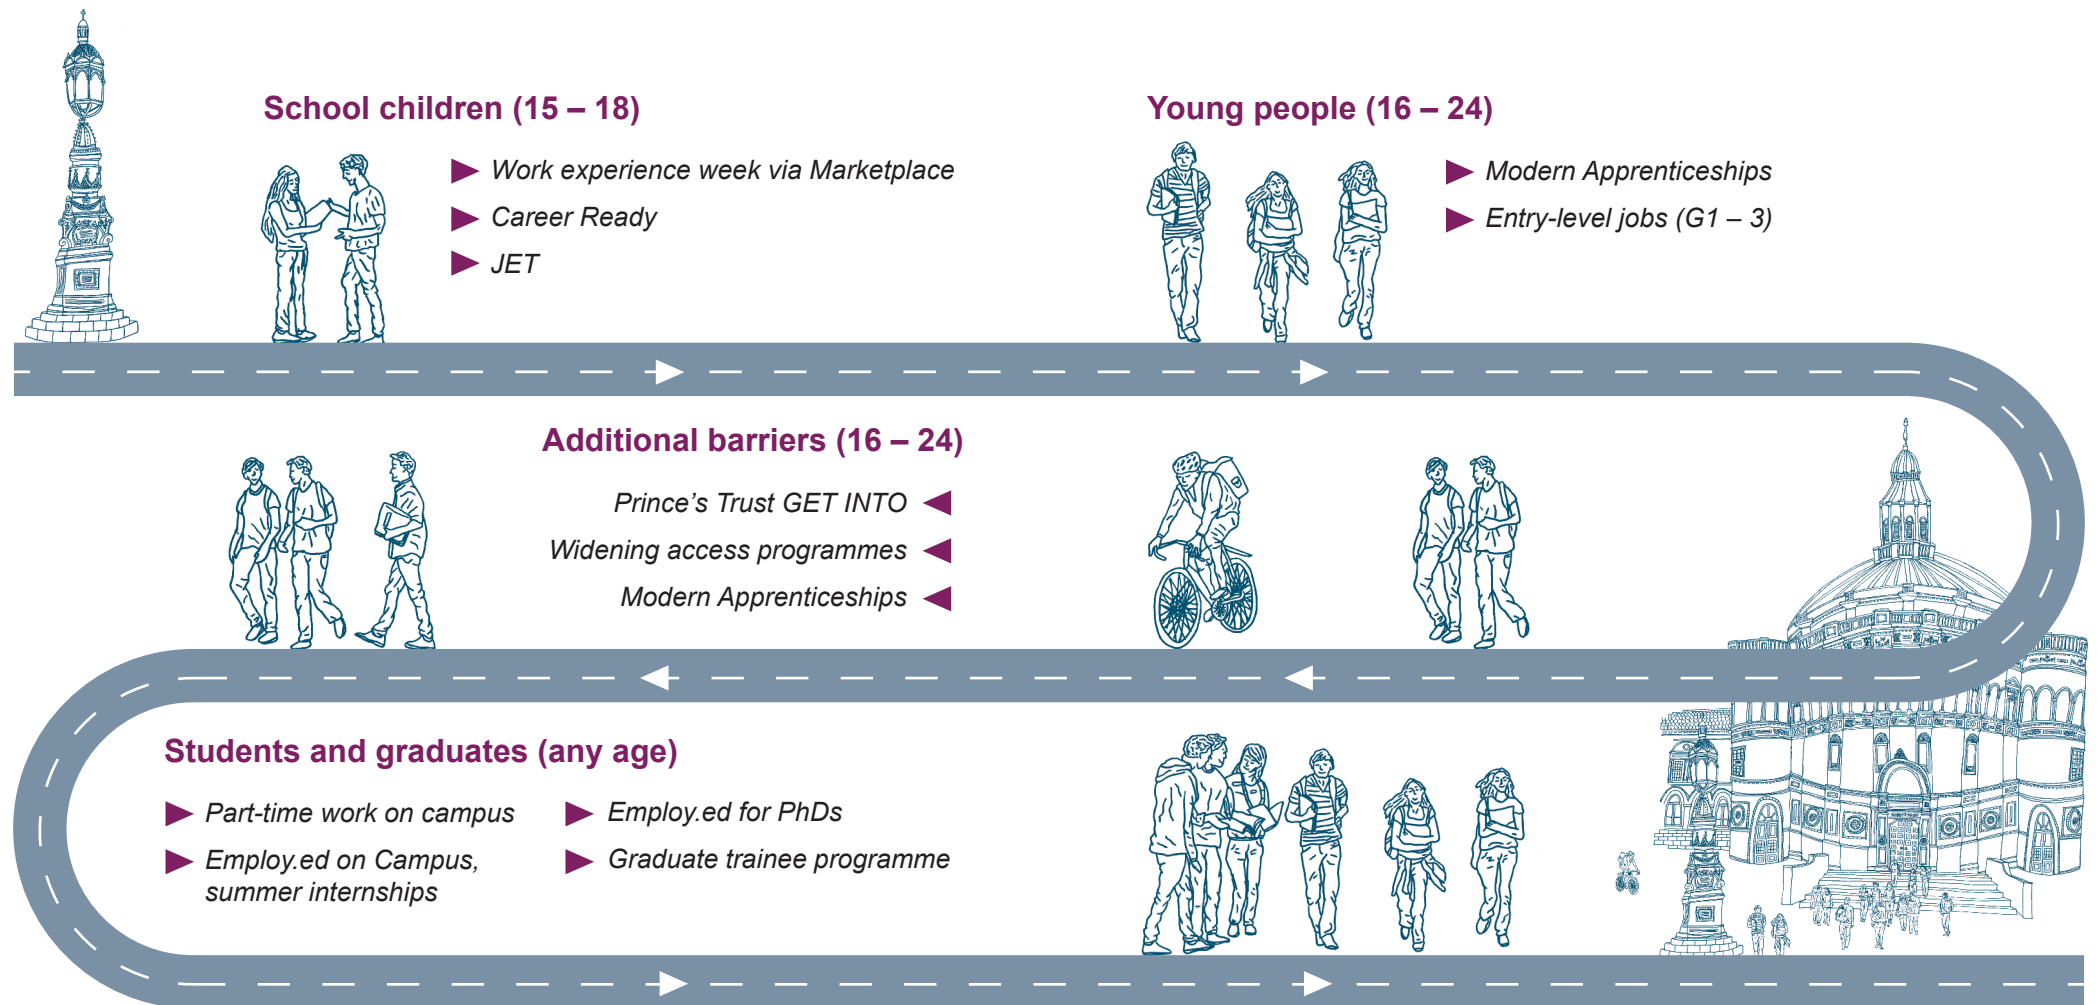 School children (15 – 18)
Work experience week via Marketplace
Career Ready
JET
Young people (16 – 24)
Modern Apprenticeships
Entry-level jobs (G1 – 3)
Additional barriers (16 – 24)
Prince’s Trust GET INTO
Widening access programmes
Modern Apprenticeships
Students and graduates (any age)
Part-time work on campus
Employ.ed on Campus,
summer internships
Employ.ed for PhDs
Graduate trainee programme